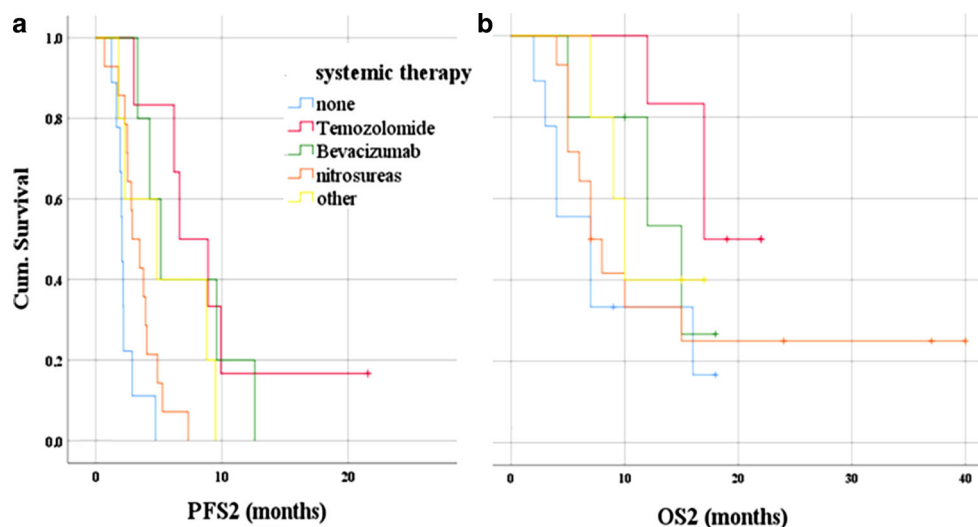 a
b
1.0
0.8
0.6
0.4
0.2
0.0
Cum. Survival
systemic therapy
none
Temozolomide
Bevacizumab
nitrosureas
other
0 10 20
PFS2 (months)
0 10 20 30 40
OS2 (months)